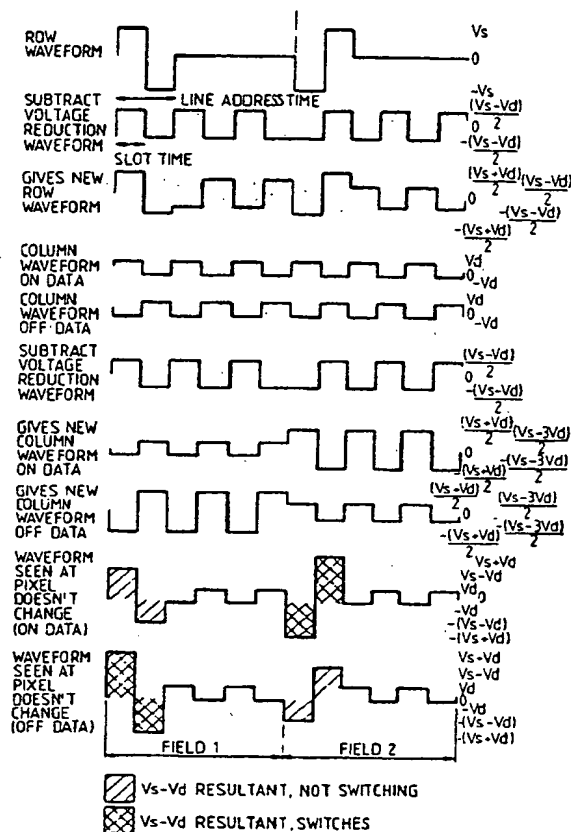 ROW
WAVEFORM
Vs
0
-Vs
SUBTRACT
VOLTAGE
REDUCTION
WAVEFORM
LINE ADDRESS TIME
(Vs-Vd)
2
0
-(Vs-Vd)
2
SLOT TIME
GIVES NEW
ROW
WAVEFORM
(Vs+Vd)
2
(Vs-Vd)
2
0
-(Vs-Vd)
2
-(Vs+Vd)
2
COLUMN
WAVEFORM
ON DATA
Vd
0
-Vd
COLUMN
WAVEFORM
OFF DATA
Vd
0
-Vd
SUBTRACT
VOLTAGE
REDUCTION
WAVEFORM
(Vs-Vd)
2
0
-(Vs-Vd)
2
GIVES NEW
COLUMN
WAVEFORM
ON DATA
(Vs+Vd)
2
(Vs-3Vd)
2
0
-(Vs+Vd)
2
-(Vs-3Vd)
2
GIVES NEW
COLUMN
WAVEFORM
OFF DATA
(Vs+Vd)
2
(Vs-3Vd)
2
0
-(Vs+Vd)
2
-(Vs-3Vd)
2
WAVEFORM
SEEN AT
PIXEL
DOESN'T
CHANGE
(ON DATA)
Vs+Vd
Vs-Vd
Vd
0
-Vd
-(Vs-Vd)
-(Vs+Vd)
WAVEFORM
SEEN AT
PIXEL
DOESN'T
CHANGE
(OFF DATA)
Vs+Vd
Vs-Vd
Vd
0
-Vd
-(Vs-Vd)
-(Vs+Vd)
FIELD 1
FIELD 2
Vs-Vd RESULTANT, NOT SWITCHING
Vs-Vd RESULTANT, SWITCHES